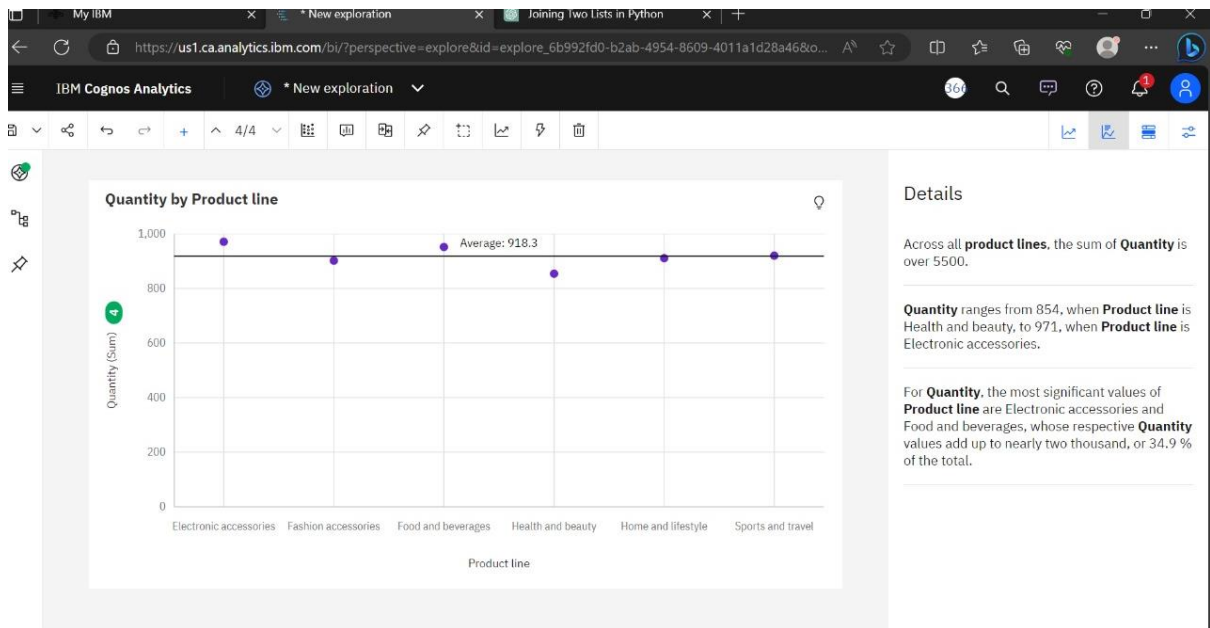 My IBM
* New exploration
Joining Two Lists in Python
https://us1.ca.analytics.ibm.com/bi/?perspective=explore&id=explore_6b992fd0-b2ab-4954-8609-4011a1d28a46&o...
IBM Cognos Analytics
* New exploration
366
1
4/4
Quantity by Product line
1,000
800
600
400
200
0
Average: 918.3
4
Quantity (Sum)
Electronic accessories
Fashion accessories
Food and beverages
Health and beauty
Home and lifestyle
Sports and travel
Product line
Details
Across all product lines, the sum of Quantity is
over 5500.
Quantity ranges from 854, when Product line is
Health and beauty, to 971, when Product line is
Electronic accessories.
For Quantity, the most significant values of
Product line are Electronic accessories and
Food and beverages, whose respective Quantity
values add up to nearly two thousand, or 34.9 %
of the total.